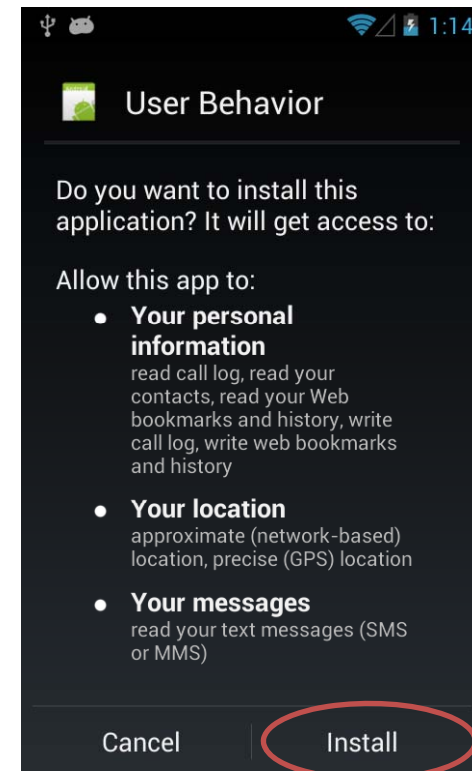 1:14
User Behavior
Do you want to install this
application? It will get access to:
Allow this app to:
• Your personal
information
read call log, read your
contacts, read your Web
bookmarks and history, write
call log, write web bookmarks
and history
• Your location
approximate (network-based)
location, precise (GPS) location
• Your messages
read your text messages (SMS
or MMS)
Cancel Install